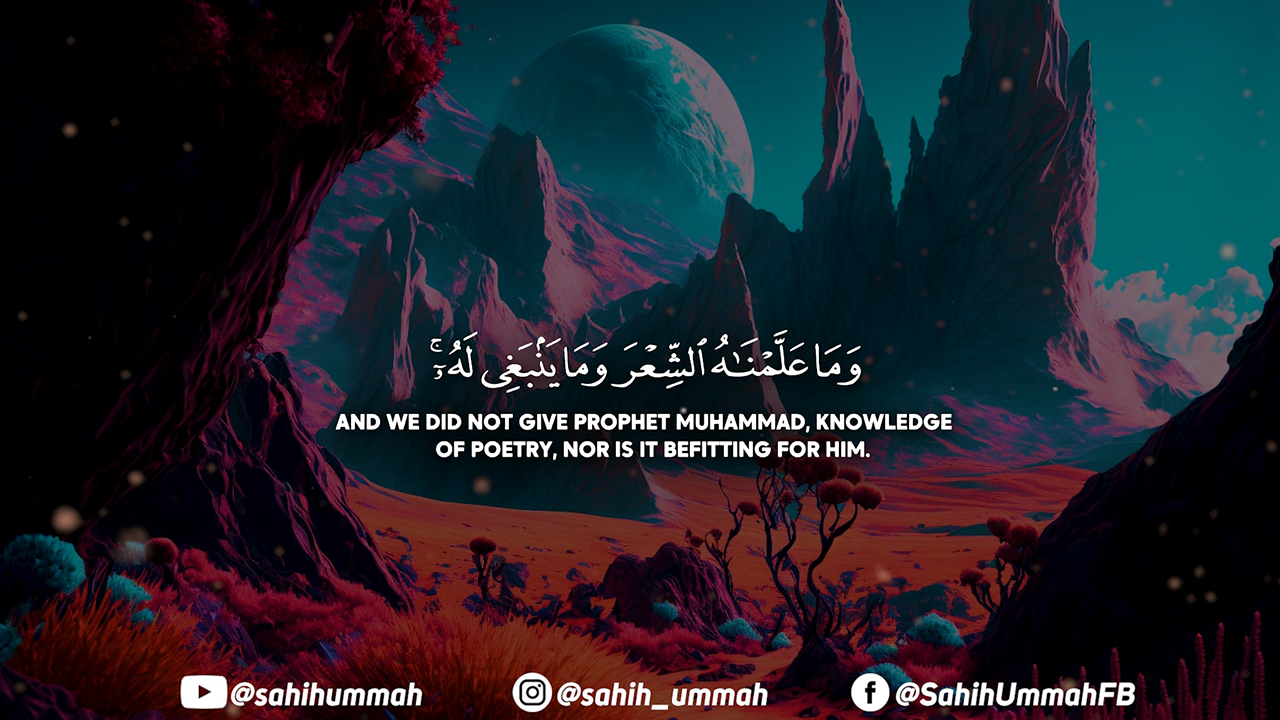 وَمَا عَلَّمْنَـٰهُ ٱلشِّعْرَ وَمَا يَنۢبَغِى لَهُۥٓ ۚ
AND WE DID NOT GIVE PROPHET MUHAMMAD, KNOWLEDGE
OF POETRY, NOR IS IT BEFITTING FOR HIM.
@sahihummah @sahih_ummah @SahihUmmahFB